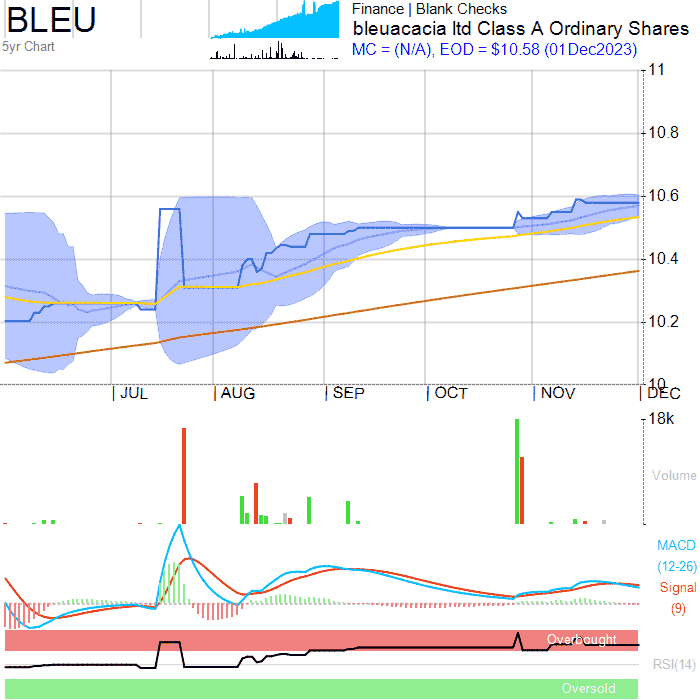 BLEU
5yr Chart
Finance | Blank Checks
bleuacacia ltd Class A Ordinary Shares
MC = (N/A), EOD = $10.58 (01Dec2023)
11
10.8
10.6
10.4
10.2
10
JUL
AUG
SEP
OCT
NOV
DEC
18k
Volume
MACD
(12-26)
Signal
(9)
Overbought
RSI(14)
Oversold